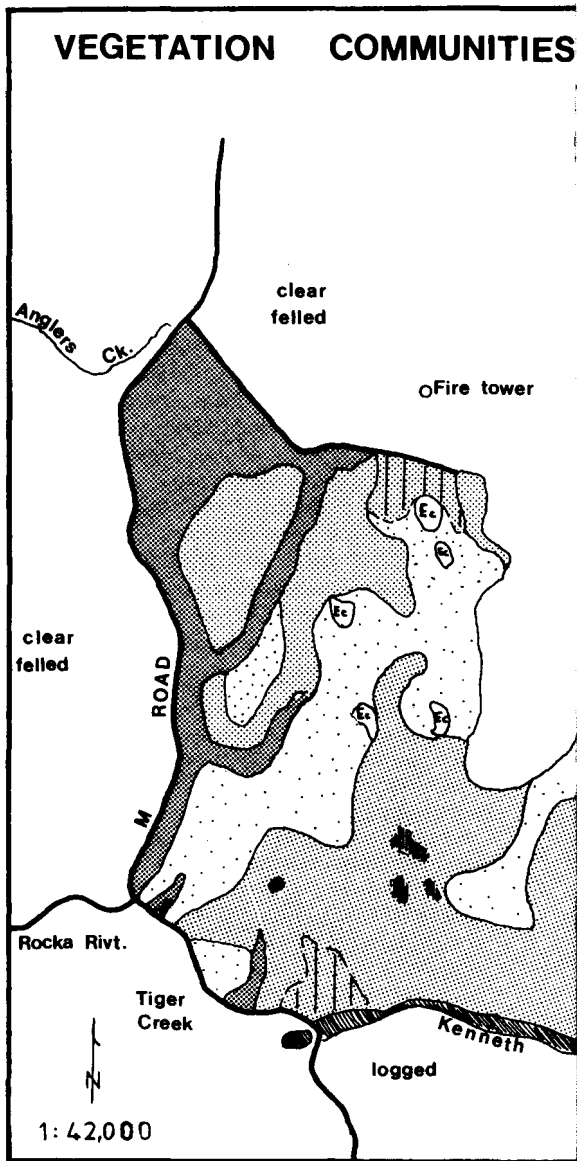 VEGETATION COMMUNITIES
clear
felled
Anglers Ck.
Fire tower
Ec
Ec
Ec
clear
felled
ROAD
Ec
Ec
M
Rocka Rivt.
Tiger
Creek
Kenneth
logged
N
1:42,000